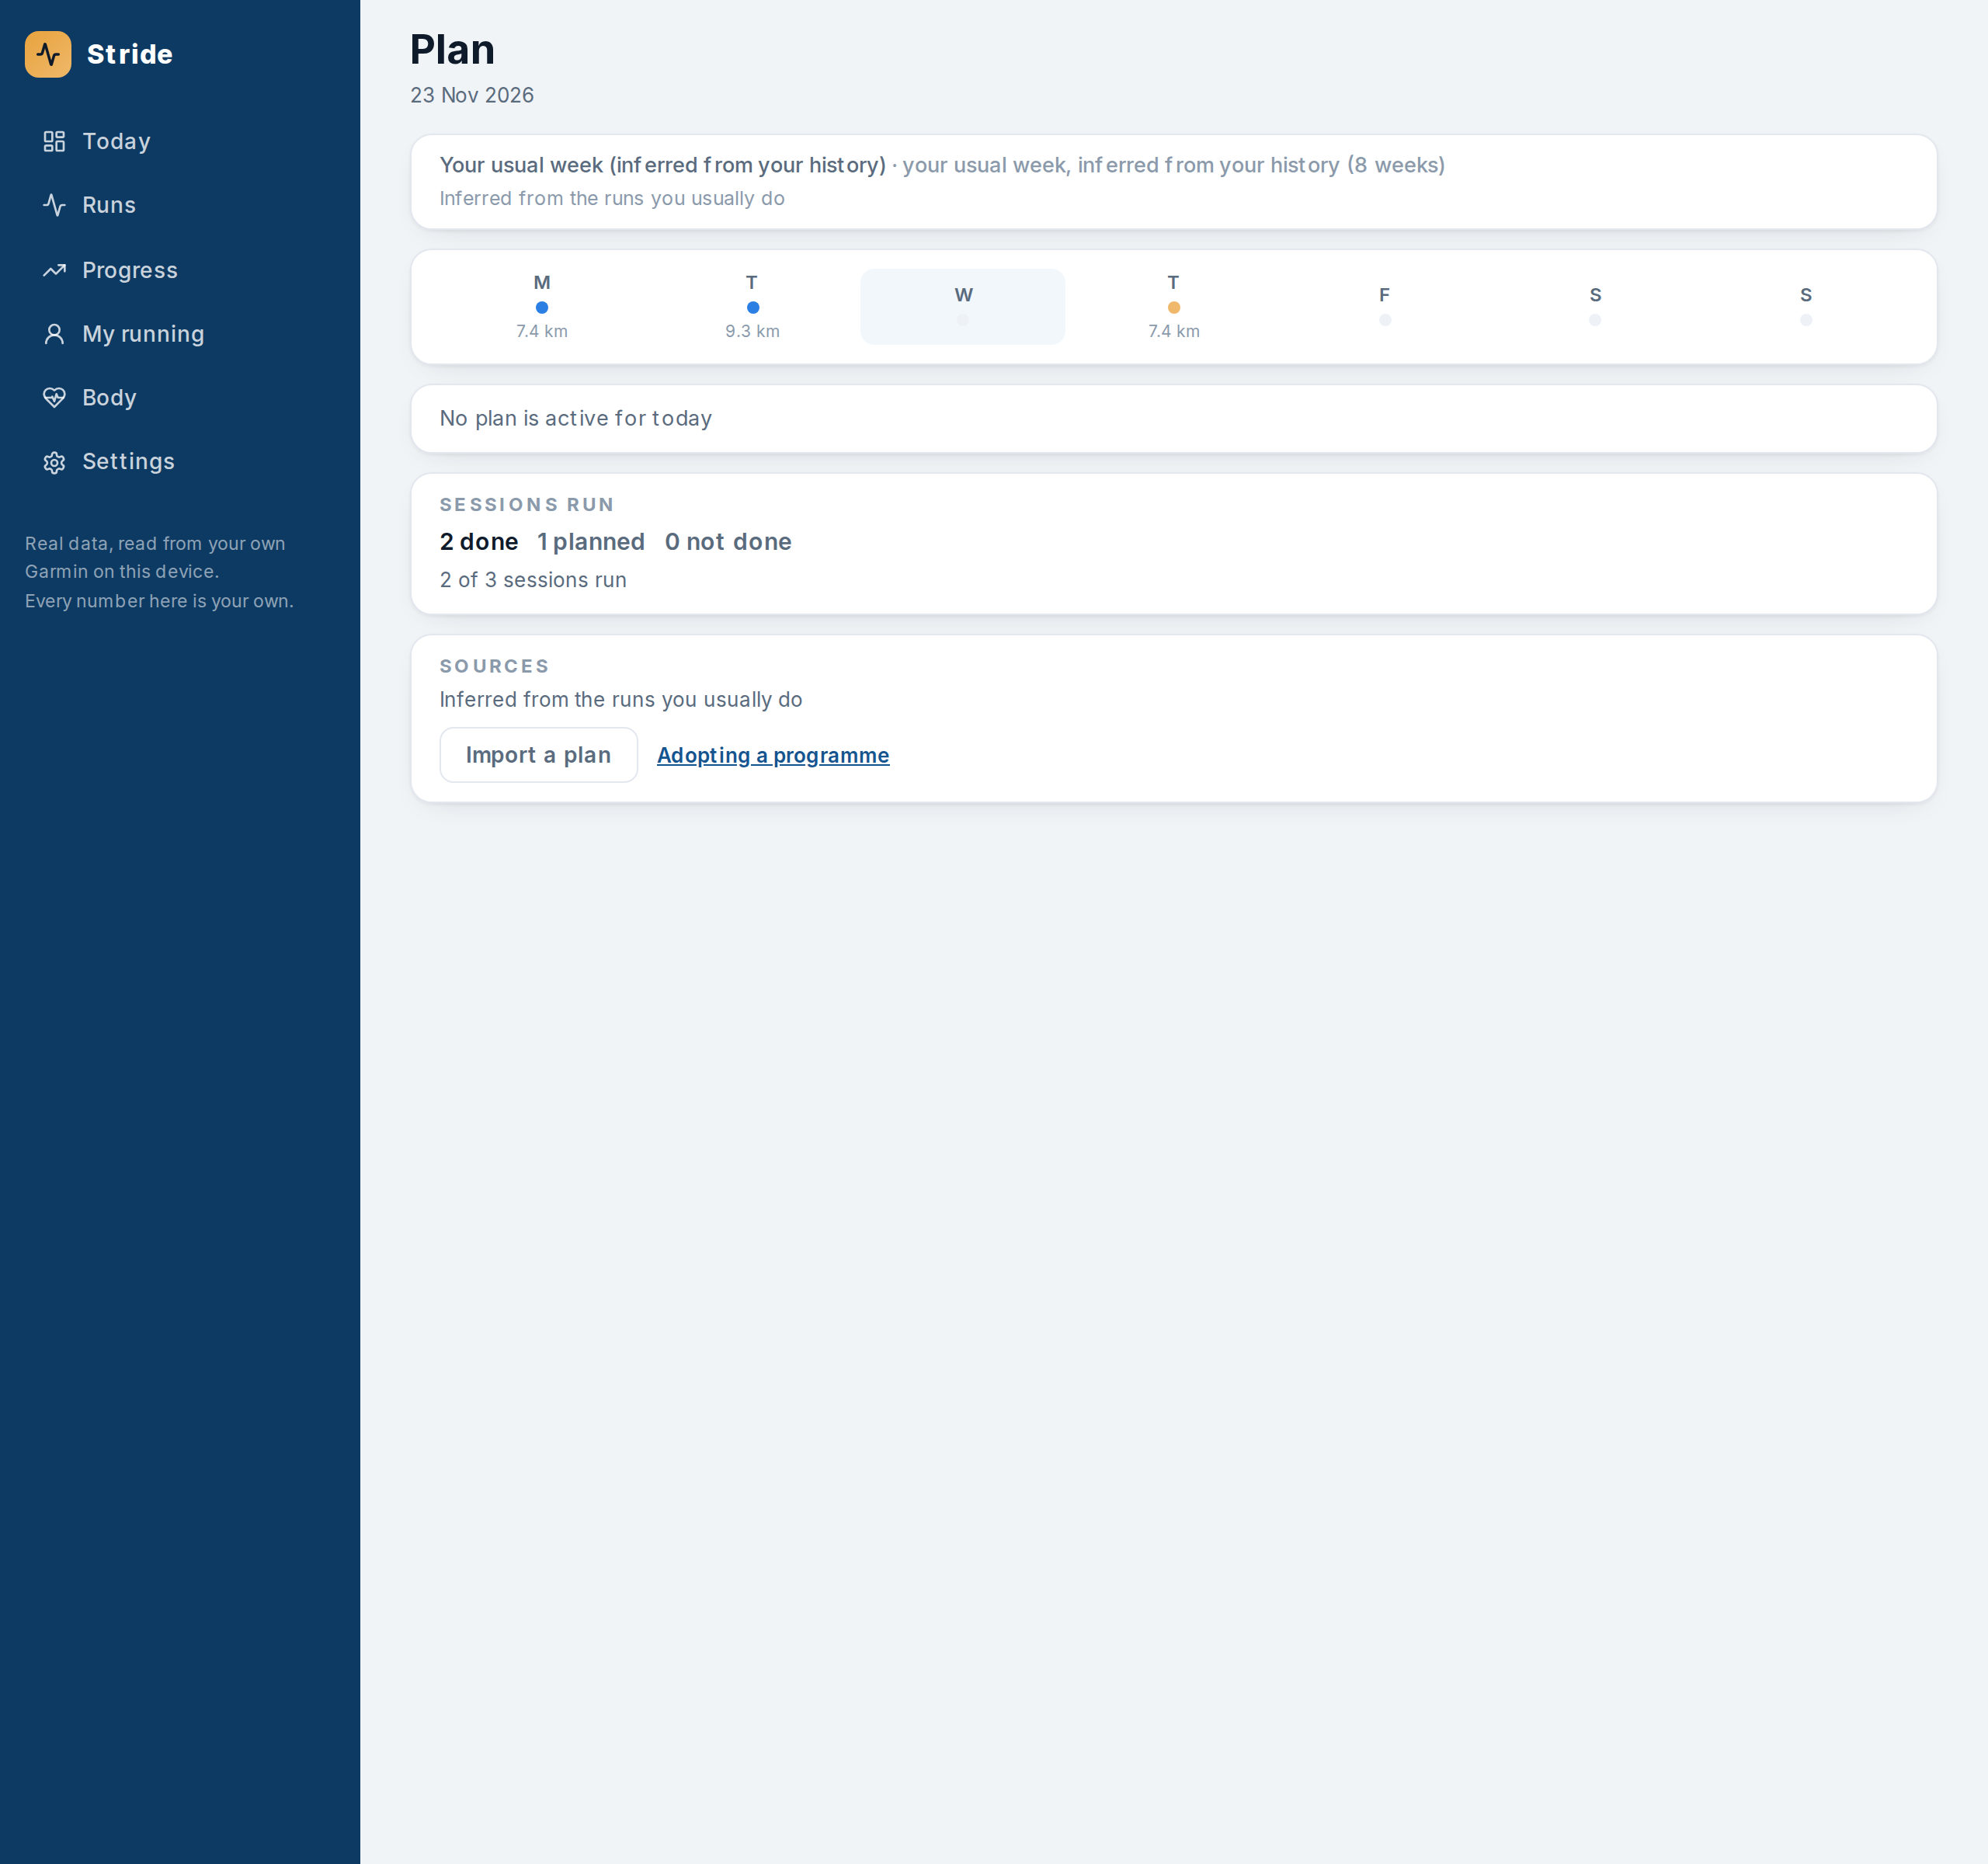 Stride
Today
Runs
Progress
My running
Body
Settings
Real data, read from your own
Garmin on this device.
Every number here is your own.
Plan
23 Nov 2026
Your usual week (inferred from your history) · your usual week, inferred from your history (8 weeks)
Inferred from the runs you usually do
M T W T F S S
7.4 km 9.3 km 7.4 km
No plan is active for today
SESSIONS RUN
2 done 1 planned 0 not done
2 of 3 sessions run
SOURCES
Inferred from the runs you usually do
Import a plan Adopting a programme